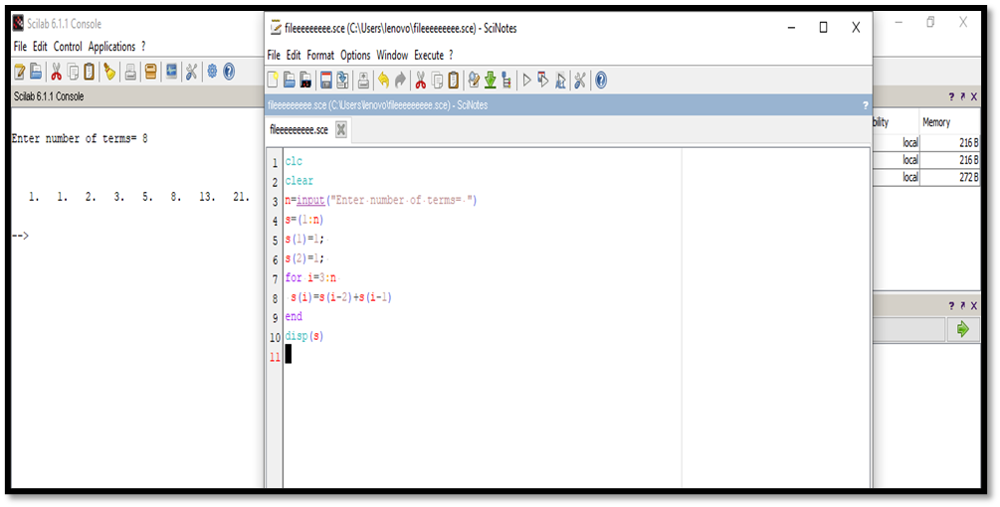 Scilab 6.1.1 Console
File Edit Control Applications ?
Scilab 6.1.1 Console
Enter number of terms= 8
1. 1. 2. 3. 5. 8. 13. 21.
-->
fileeeeeeeee.sce (C:\Users\lenovo\fileeeeeeeee.sce) - SciNotes
File Edit Format Options Window Execute ?
fileeeeeeeee.sce (C:\Users\lenovo\fileeeeeeeee.sce) - SciNotes ?
fileeeeeeeee.sce
1 clc
2 clear
3 n=input("Enter number of terms= ")
4 s=(1:n)
5 s(1)=1;
6 s(2)=1;
7 for i=3:n
8 s(i)=s(i-2)+s(i-1)
9 end
10 disp(s)
11
? X
bility Memory
local 216 B
local 216 B
local 272 B
? X